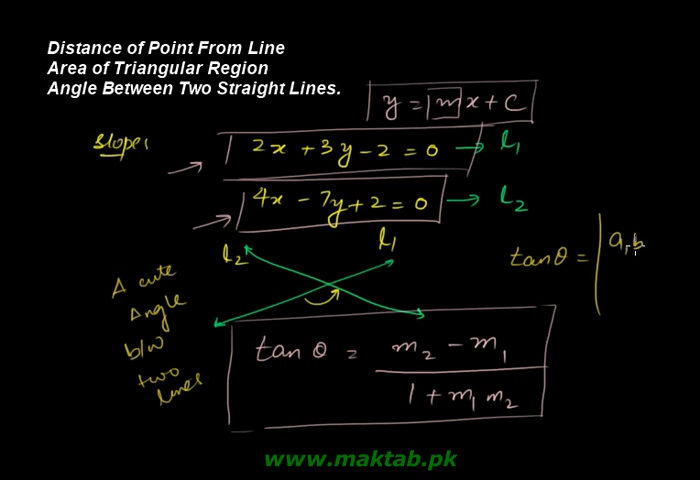 Distance of Point From Line
Area of Triangular Region
Angle Between Two Straight Lines.
y = mx + c
slopes
2x + 3y - 2 = 0 → l₁
4x - 7y + 2 = 0 → l₂
l₂
l₁
tan θ =
A cute
Angle
b/w
two
lines
tan θ = m₂ - m₁ / 1 + m₁ m₂
www.maktab.pk